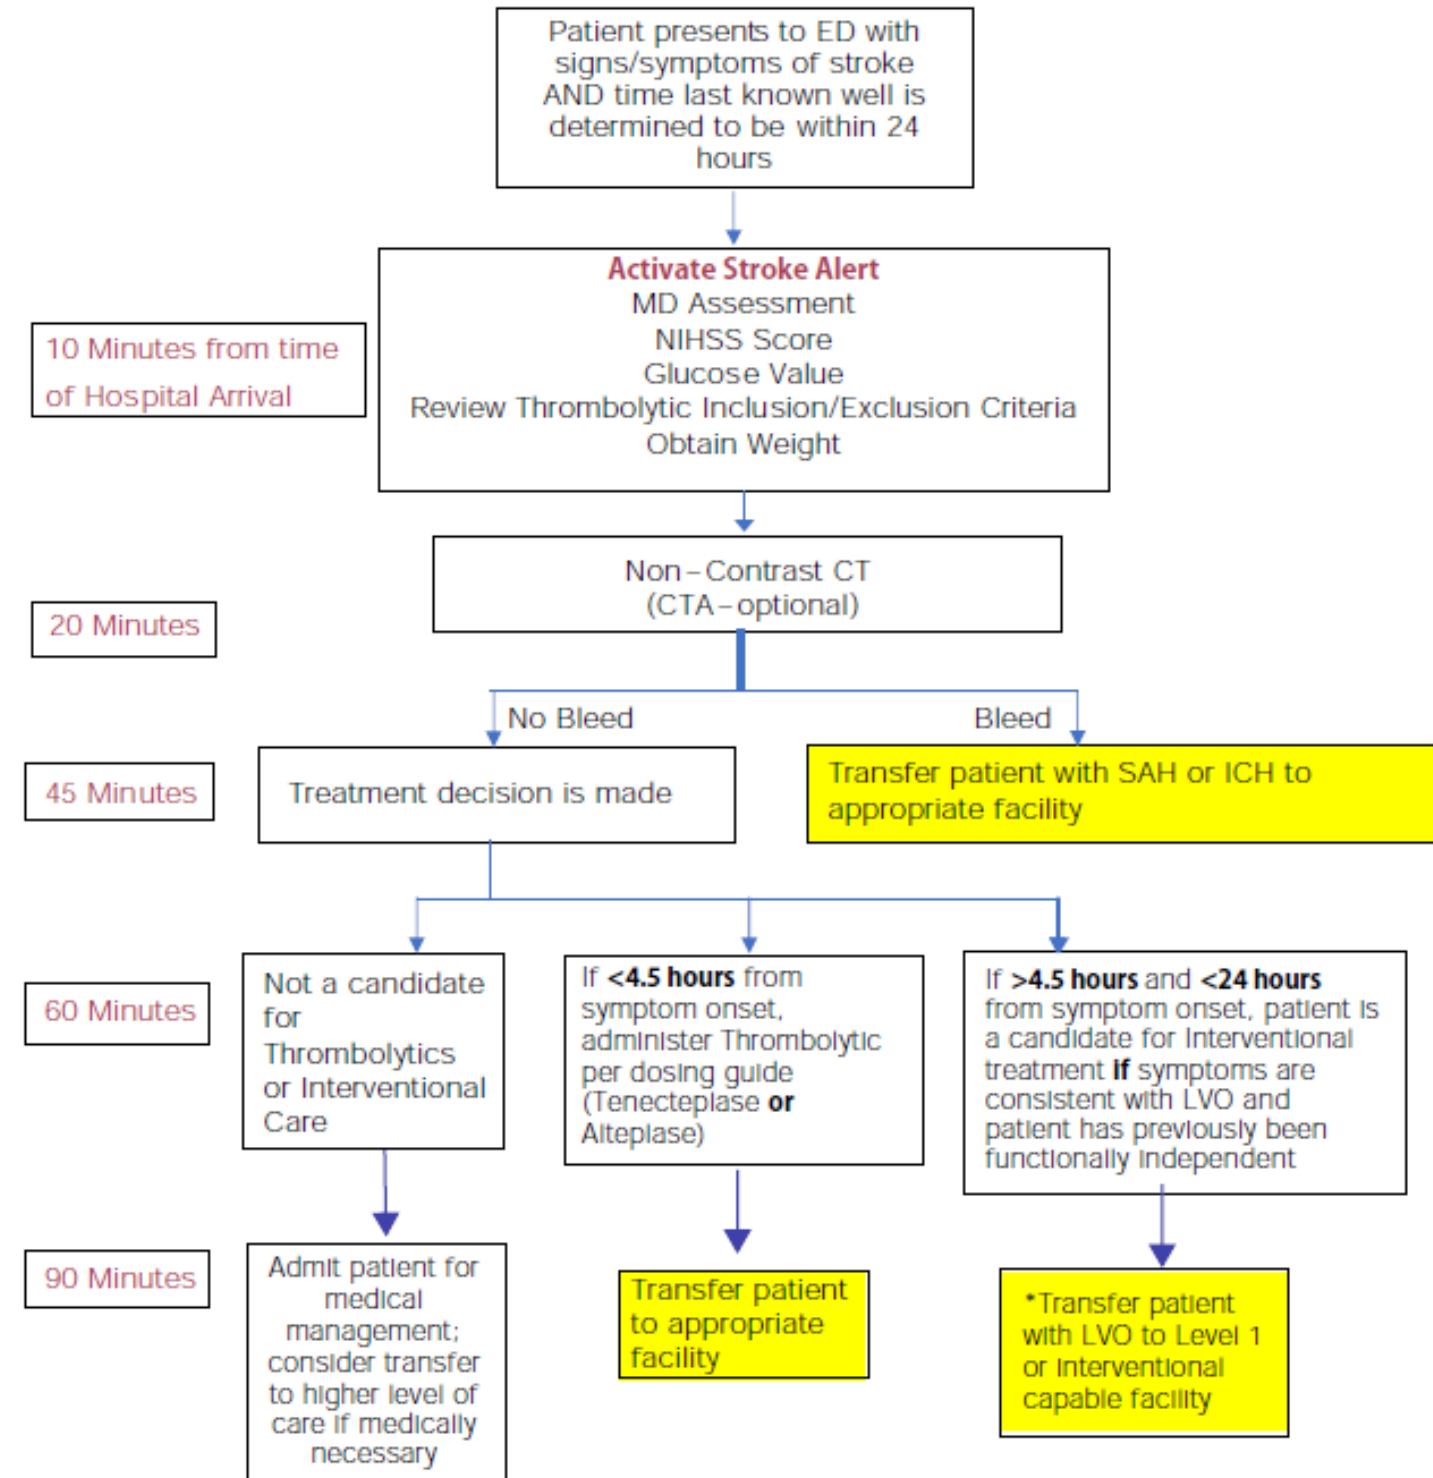 Patient presents to ED with
signs/symptoms of stroke
AND time last known well is
determined to be within 24
hours
Activate Stroke Alert
MD Assessment
NIHSS Score
Glucose Value
Review Thrombolytic Inclusion/Exclusion Criteria
Obtain Weight
10 Minutes from time
of Hospital Arrival
Non-Contrast CT
(CTA-optional)
20 Minutes
No Bleed
Bleed
45 Minutes
Treatment decision is made
Transfer patient with SAH or ICH to
appropriate facility
60 Minutes
Not a candidate
for
Thrombolytics
or Interventional
Care
If <4.5 hours from
symptom onset,
administer Thrombolytic
per dosing guide
(Tenecteplase or
Alteplase)
If >4.5 hours and <24 hours
from symptom onset, patient is
a candidate for Interventional
treatment if symptoms are
consistent with LVO and
patient has previously been
functionally independent
90 Minutes
Admit patient for
medical
management;
consider transfer
to higher level of
care if medically
necessary
Transfer patient
to appropriate
facility
*Transfer patient
with LVO to Level 1
or interventional
capable facility